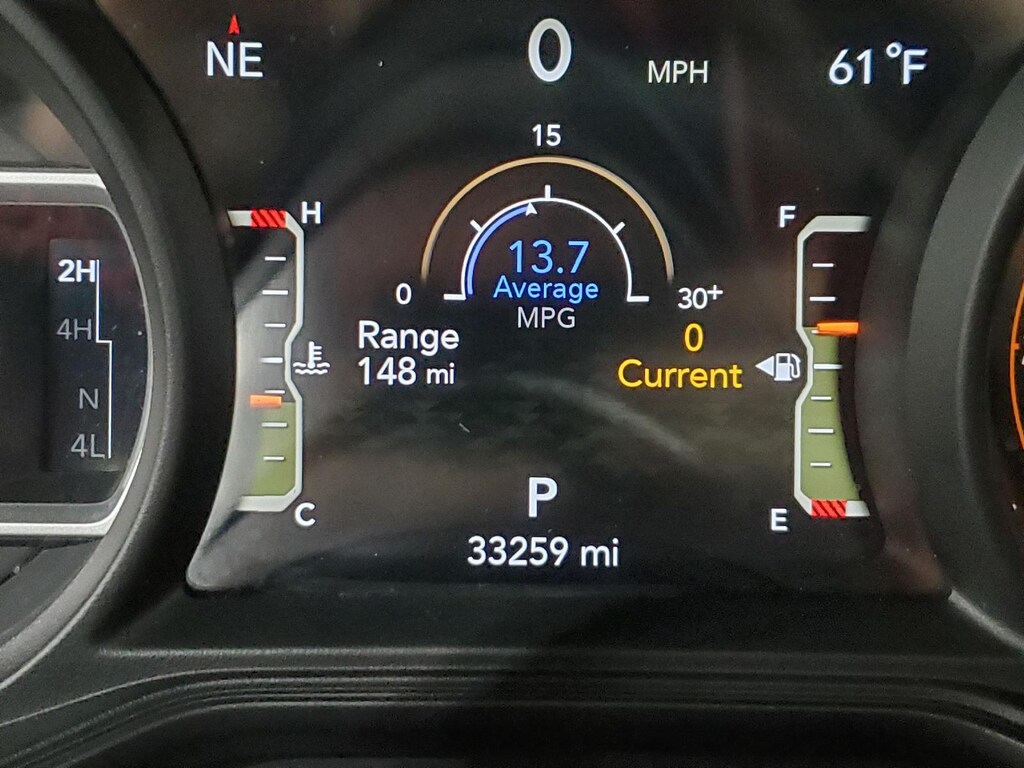 NE
0 MPH
61 °F
15
H
F
2H
4H
N
4L
13.7
Average
MPG
0
30+
Range
148 mi
0
Current
C
E
P
33259 mi